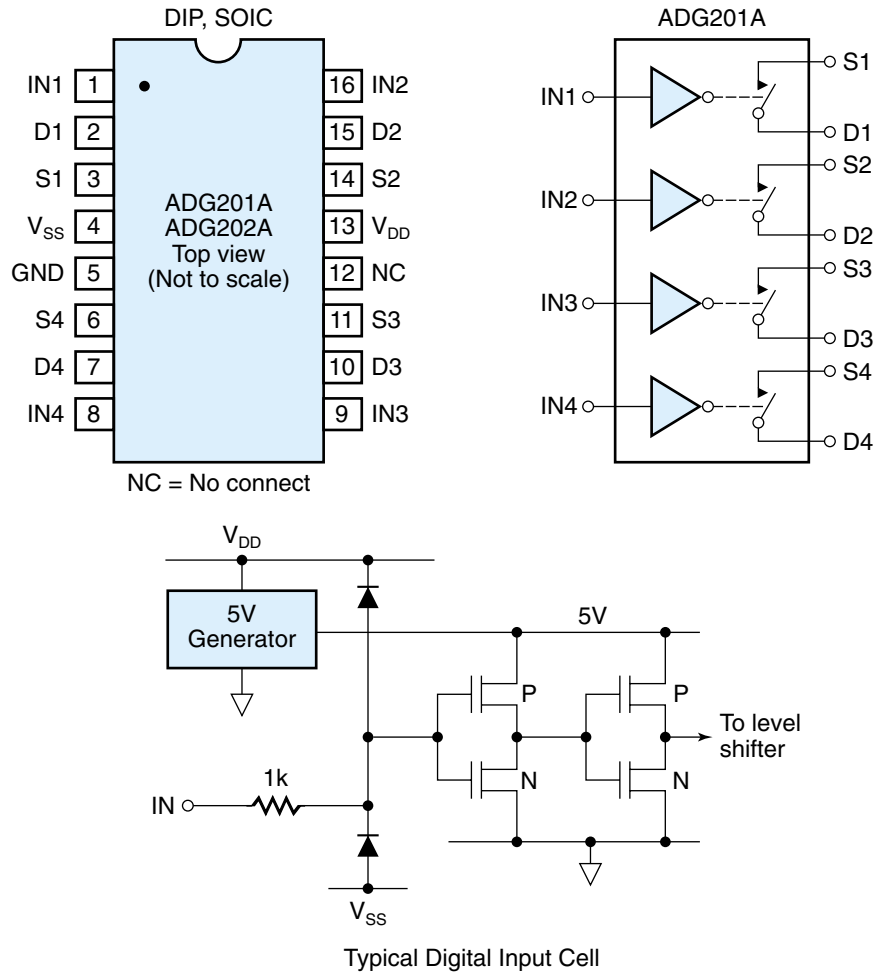 DIP, SOIC
IN1 1 16 IN2
D1 2 15 D2
S1 3 14 S2
VSS 4 13 VDD
GND 5 12 NC
S4 6 11 S3
D4 7 10 D3
IN4 8 9 IN3
ADG201A
ADG202A
Top view
(Not to scale)
NC = No connect
ADG201A
IN1
S1
D1
IN2
S2
D2
IN3
S3
D3
IN4
S4
D4
VDD
5V
Generator
5V
P
P
To level
shifter
N
N
1k
IN
VSS
Typical Digital Input Cell